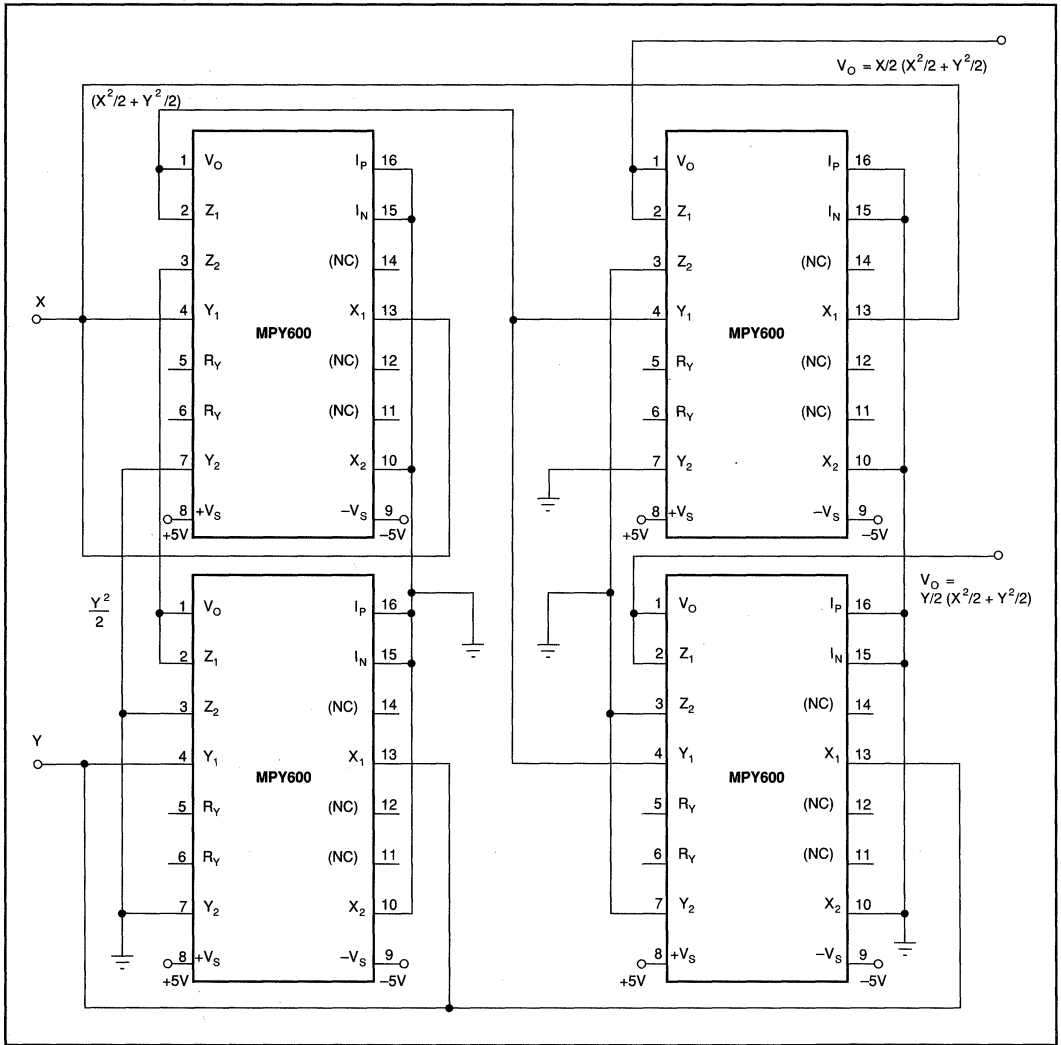 V_O = X/2 (X²/2 + Y²/2)
(X²/2 + Y²/2)
1 V_O I_P 16
2 Z_1 I_N 15
3 Z_2 (NC) 14
X
4 Y_1 X_1 13
MPY600
5 R_Y (NC) 12
6 R_Y (NC) 11
7 Y_2 X_2 10
8 +V_S –V_S 9
+5V –5V
1 V_O I_P 16
2 Z_1 I_N 15
3 Z_2 (NC) 14
4 Y_1 X_1 13
MPY600
5 R_Y (NC) 12
6 R_Y (NC) 11
7 Y_2 X_2 10
8 +V_S –V_S 9
+5V –5V
Y²
2
1 V_O I_P 16
2 Z_1 I_N 15
3 Z_2 (NC) 14
Y
4 Y_1 X_1 13
MPY600
5 R_Y (NC) 12
6 R_Y (NC) 11
7 Y_2 X_2 10
8 +V_S –V_S 9
+5V –5V
V_O =
Y/2 (X²/2 + Y²/2)
1 V_O I_P 16
2 Z_1 I_N 15
3 Z_2 (NC) 14
4 Y_1 X_1 13
MPY600
5 R_Y (NC) 12
6 R_Y (NC) 11
7 Y_2 X_2 10
8 +V_S –V_S 9
+5V –5V